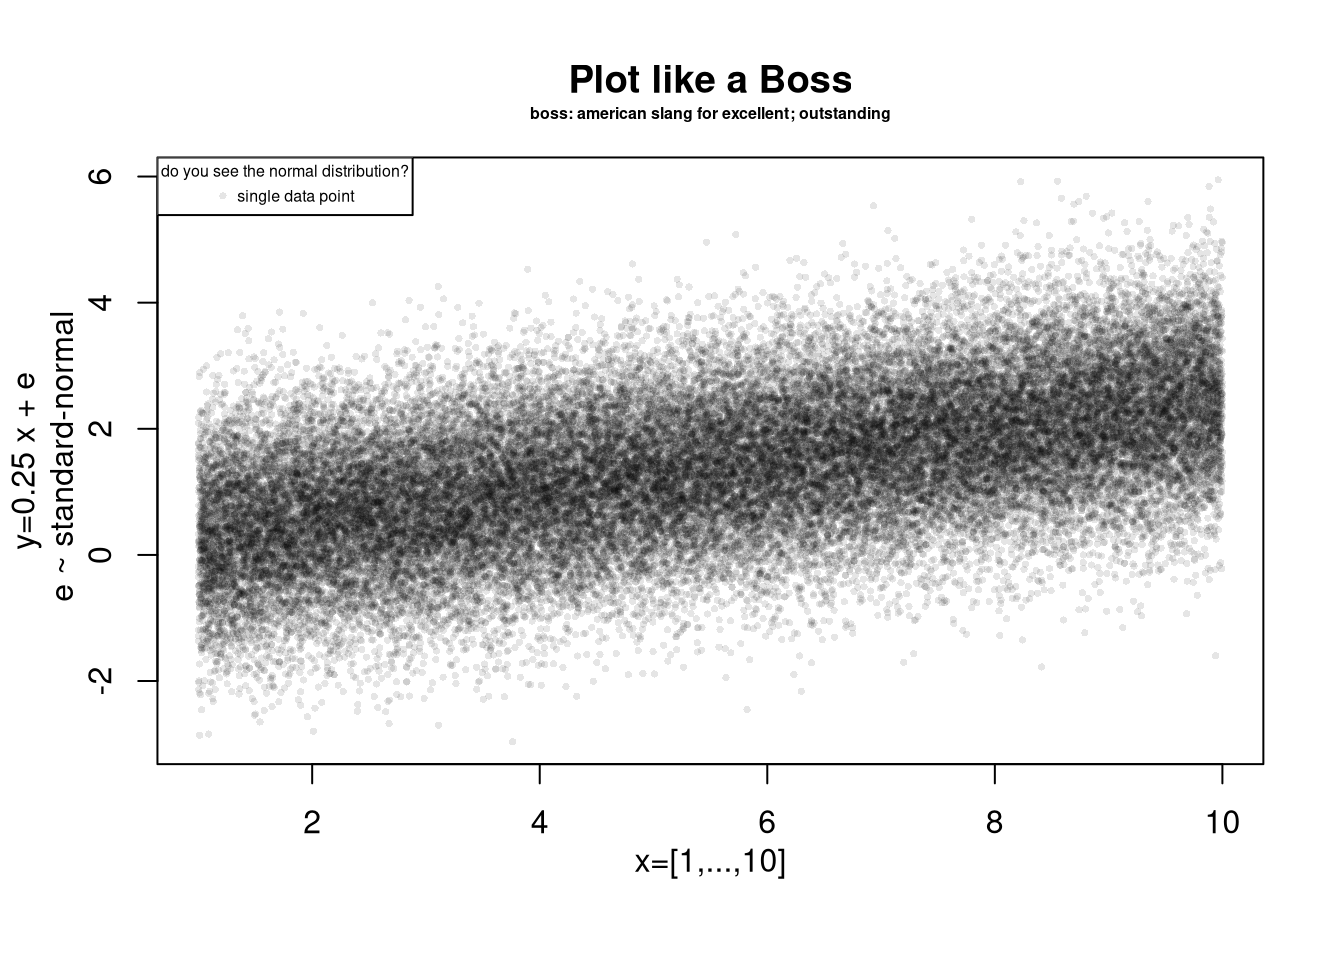 Plot like a Boss
boss: american slang for excellent; outstanding
do you see the normal distribution?
single data point
y=0.25 x + e
e ~ standard-normal
6
4
2
0
-2
2
4
6
8
10
x=[1,...,10]